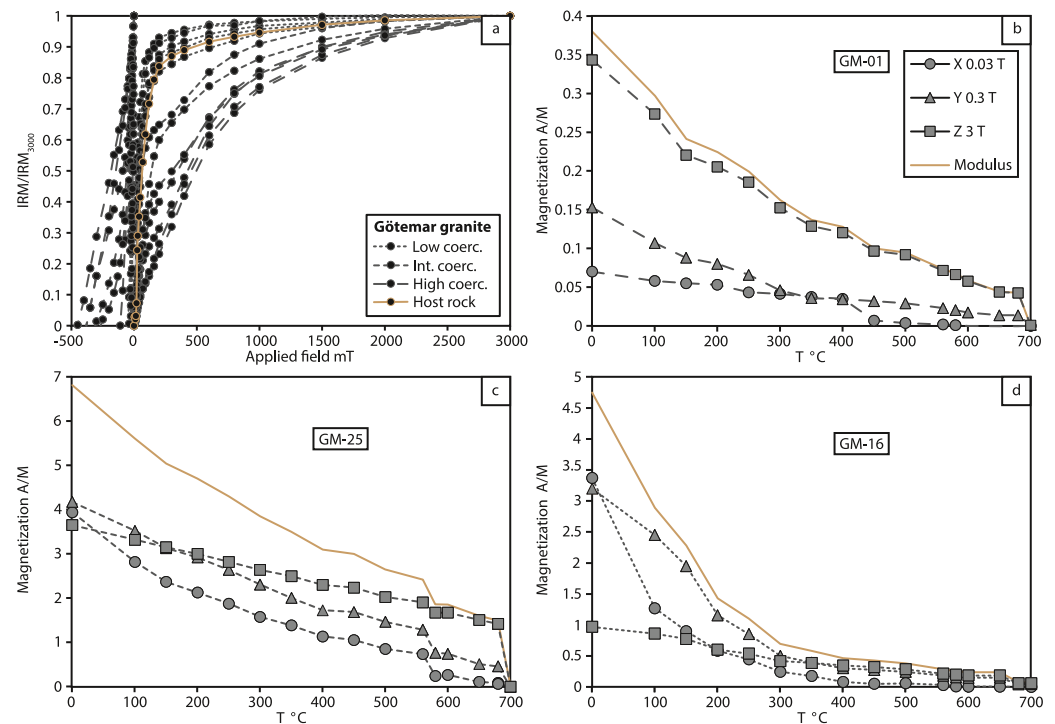 a
IRM/IRM3000
1
0.9
0.8
0.7
0.6
0.5
0.4
0.3
0.2
0.1
0
Götemar granite
Low coerc.
Int. coerc.
High coerc.
Host rock
-500 0 500 1000 1500 2000 2500 3000
Applied field mT
b
GM-01
Magnetization A/M
0.4
0.35
0.3
0.25
0.2
0.15
0.1
0.05
0
X 0.03 T
Y 0.3 T
Z 3 T
Modulus
0 100 200 300 400 500 600 700
T °C
c
GM-25
Magnetization A/M
7
6
5
4
3
2
1
0
0 100 200 300 400 500 600 700
T °C
d
GM-16
Magnetization A/M
5
4.5
4
3.5
3
2.5
2
1.5
1
0.5
0
0 100 200 300 400 500 600 700
T °C